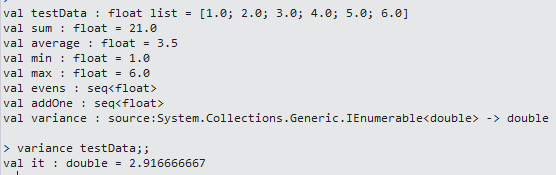 val testData : float list = [1.0; 2.0; 3.0; 4.0; 5.0; 6.0]
val sum : float = 21.0
val average : float = 3.5
val min : float = 1.0
val max : float = 6.0
val evens : seq<float>
val addOne : seq<float>
val variance : source:System.Collections.Generic.IEnumerable<double> -> double
> variance testData;;
val it : double = 2.916666667